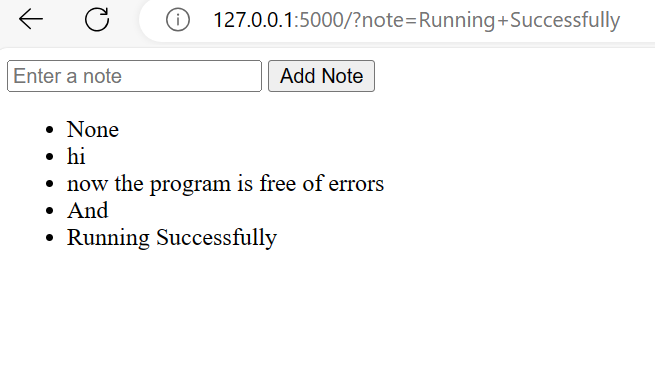 127.0.0.1:5000/?note=Running+Successfully
Enter a note Add Note
None
hi
now the program is free of errors
And
Running Successfully